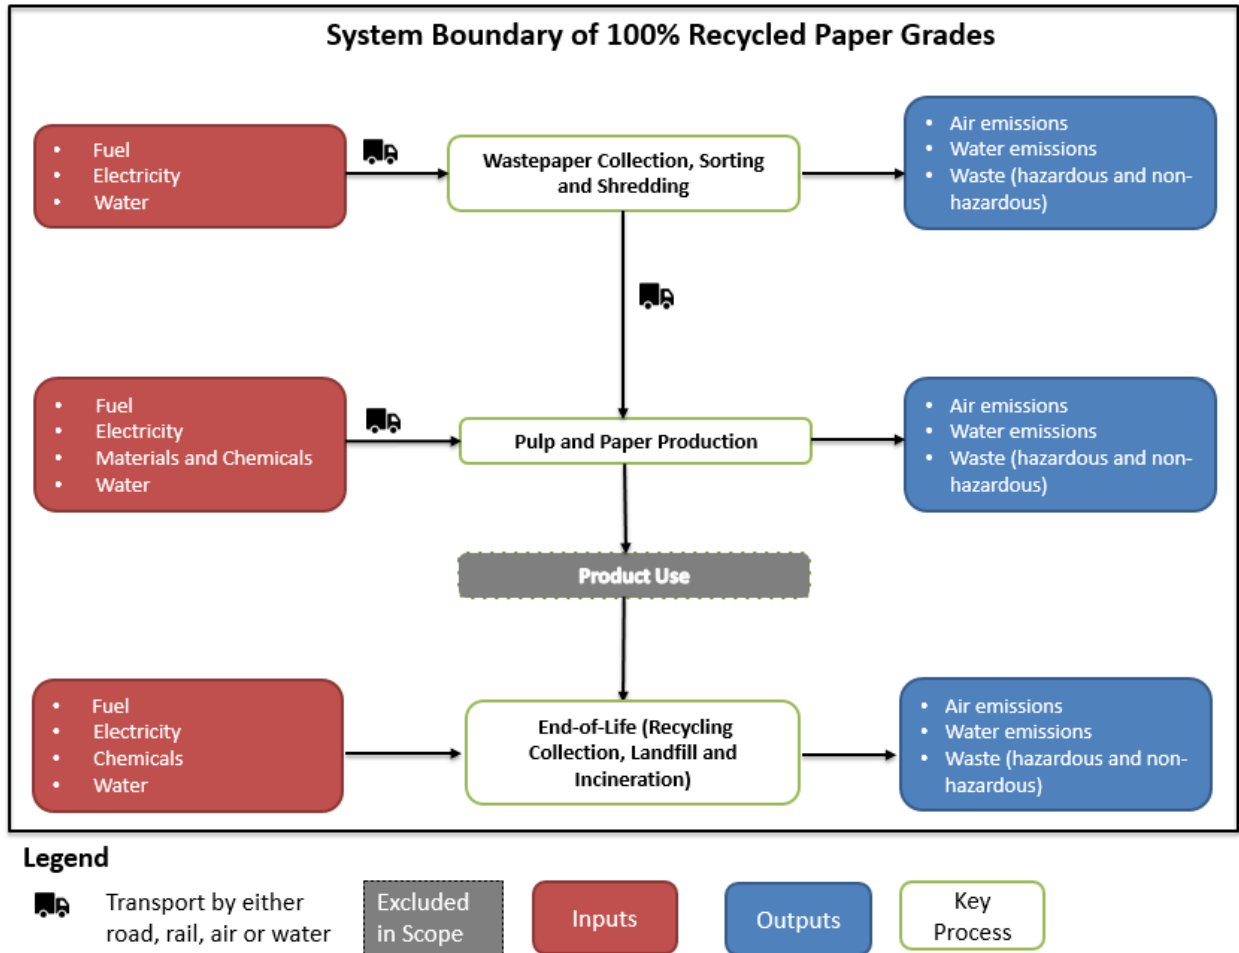 System Boundary of 100% Recycled Paper Grades
• Fuel
• Electricity
• Water
Wastepaper Collection, Sorting
and Shredding
• Air emissions
• Water emissions
• Waste (hazardous and non-
hazardous)
• Fuel
• Electricity
• Materials and Chemicals
• Water
Pulp and Paper Production
• Air emissions
• Water emissions
• Waste (hazardous and non-
hazardous)
Product Use
• Fuel
• Electricity
• Chemicals
• Water
End-of-Life (Recycling
Collection, Landfill and
Incineration)
• Air emissions
• Water emissions
• Waste (hazardous and non-
hazardous)
Legend
Transport by either
road, rail, air or water
Excluded
in Scope
Inputs
Outputs
Key
Process